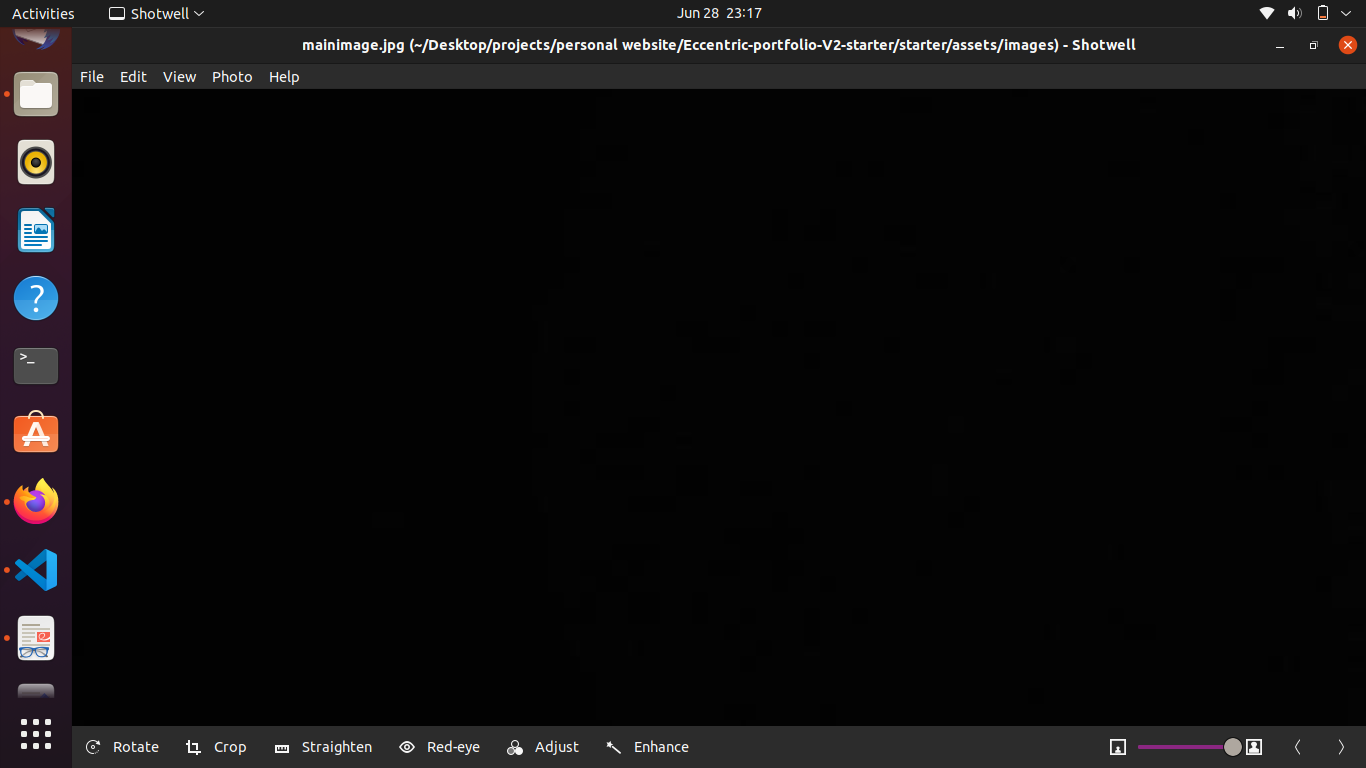 Activities Shotwell Jun 28 23:17
mainimage.jpg (~/Desktop/projects/personal website/Eccentric-portfolio-V2-starter/starter/assets/images) - Shotwell
File Edit View Photo Help
?
>_
Rotate Crop Straighten Red-eye Adjust Enhance